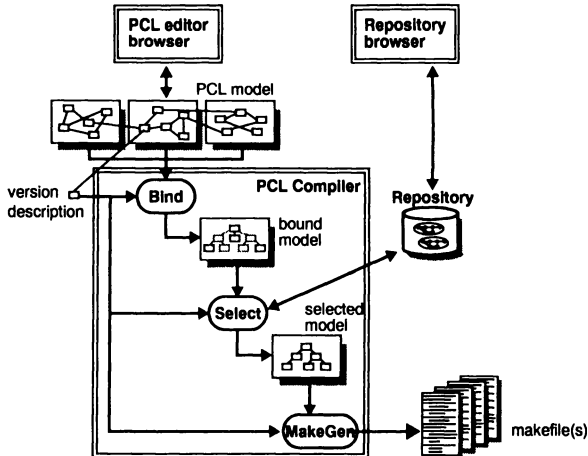 PCL editor
browser
Repository
browser
PCL model
version
description
PCL Compiler
Bind
bound
model
Repository
Select
selected
model
MakeGen
makefile(s)